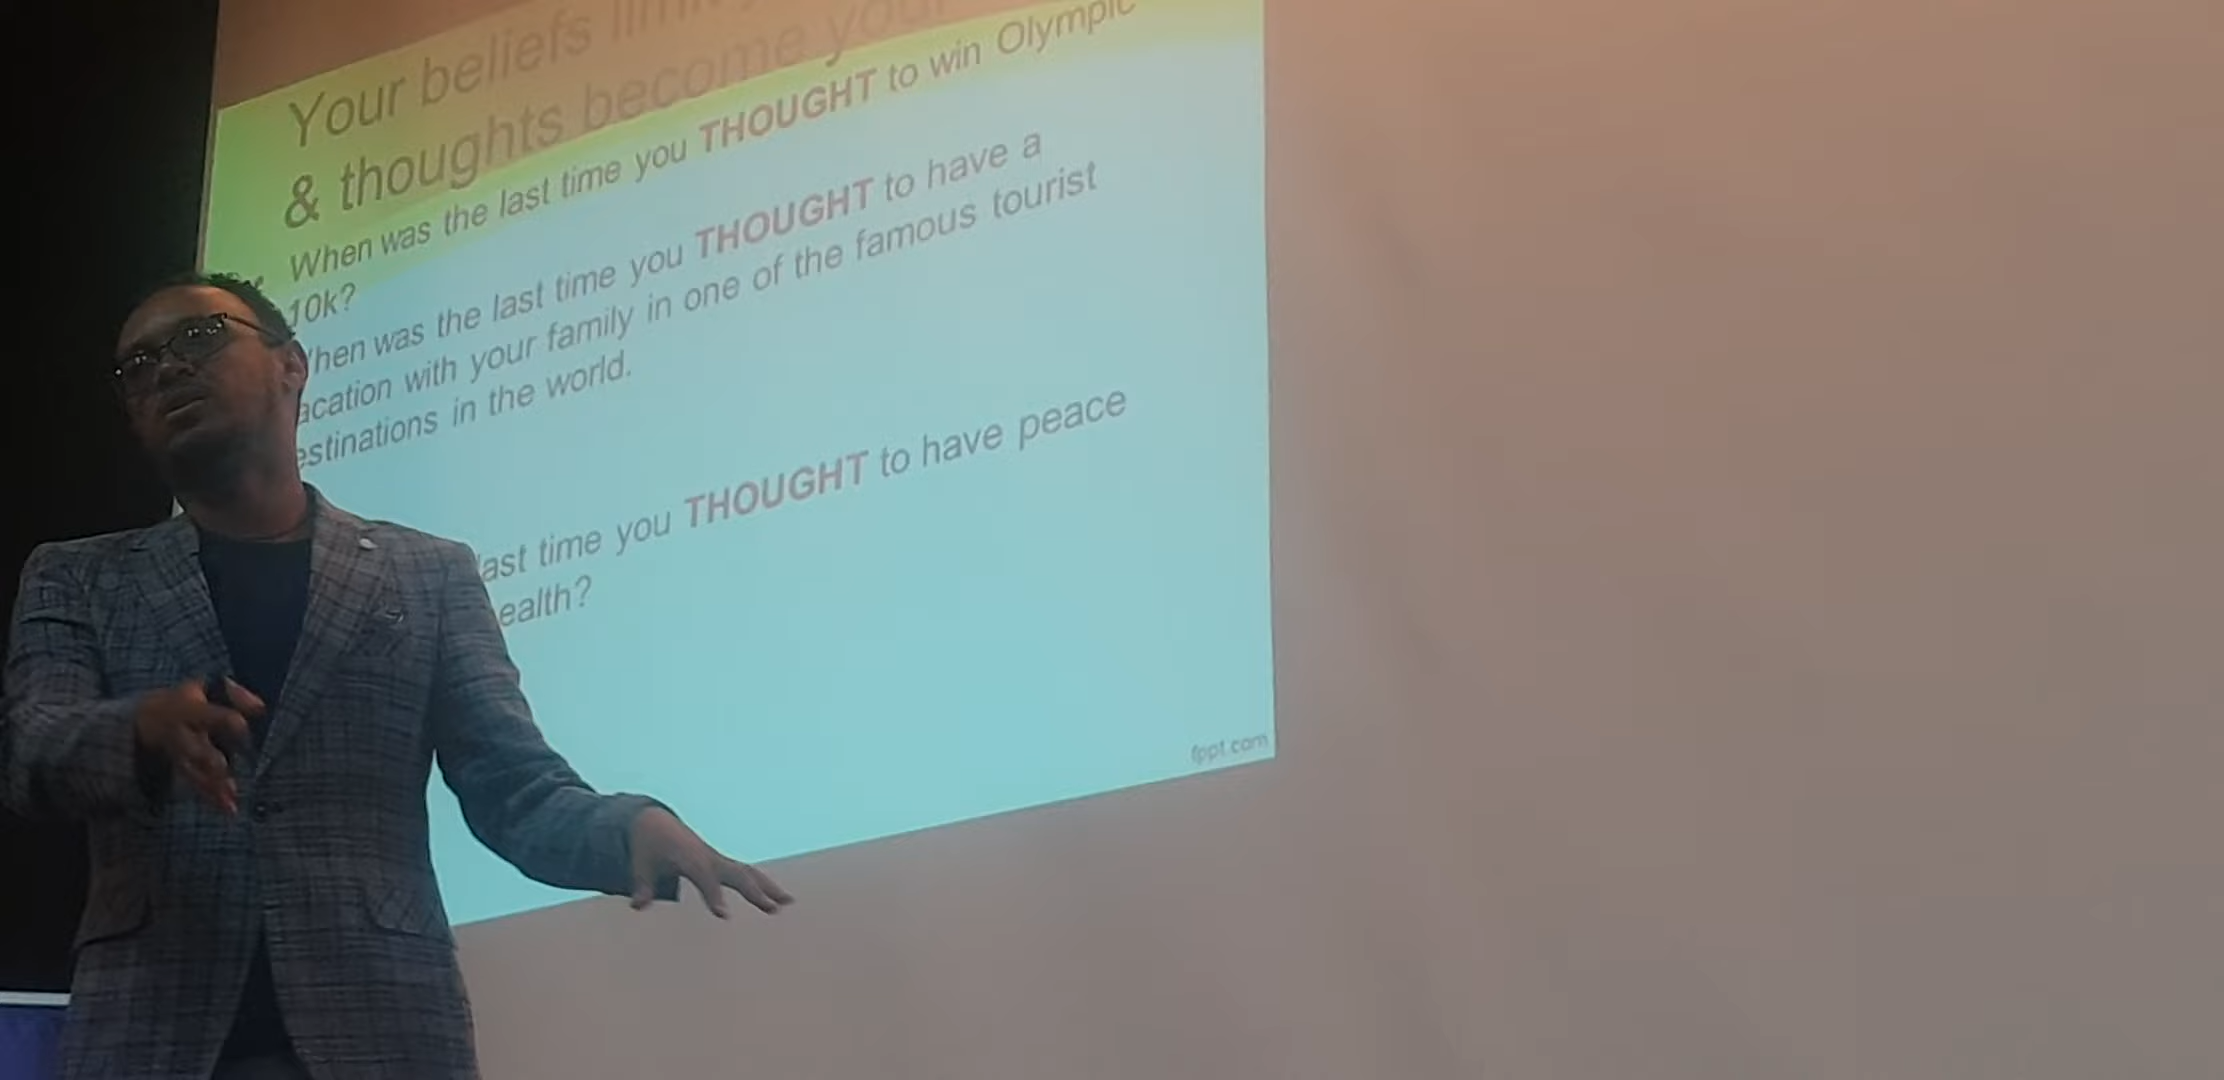 Your beliefs
& thoughts become
When was the last time you THOUGHT to win Olympic
10k?
hen was the last time you THOUGHT to have a
acation with your family in one of the famous tourist
estinations in the world.
last time you THOUGHT to have peace
ealth?
fppt.com